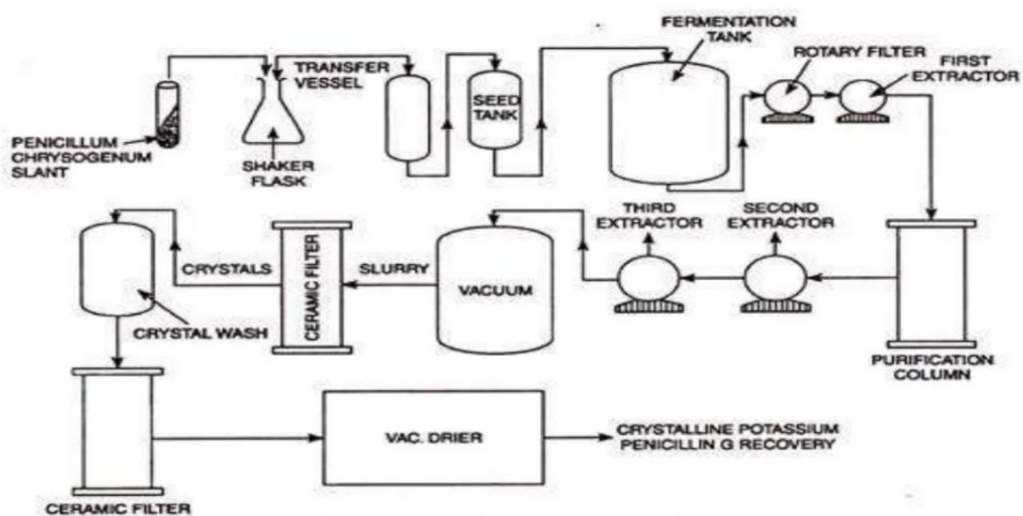 FERMENTATION
TANK
ROTARY FILTER
FIRST
EXTRACTOR
TRANSFER
VESSEL
SEED
TANK
PENICILLUM
CHRYSOGENUM
SLANT
SHAKER
FLASK
THIRD
EXTRACTOR
SECOND
EXTRACTOR
CRYSTALS
CERAMIC FILTER
SLURRY
VACUUM
CRYSTAL WASH
PURIFICATION
COLUMN
VAC. DRIER
CRYSTALLINE POTASSIUM
PENICILLIN G RECOVERY
CERAMIC FILTER